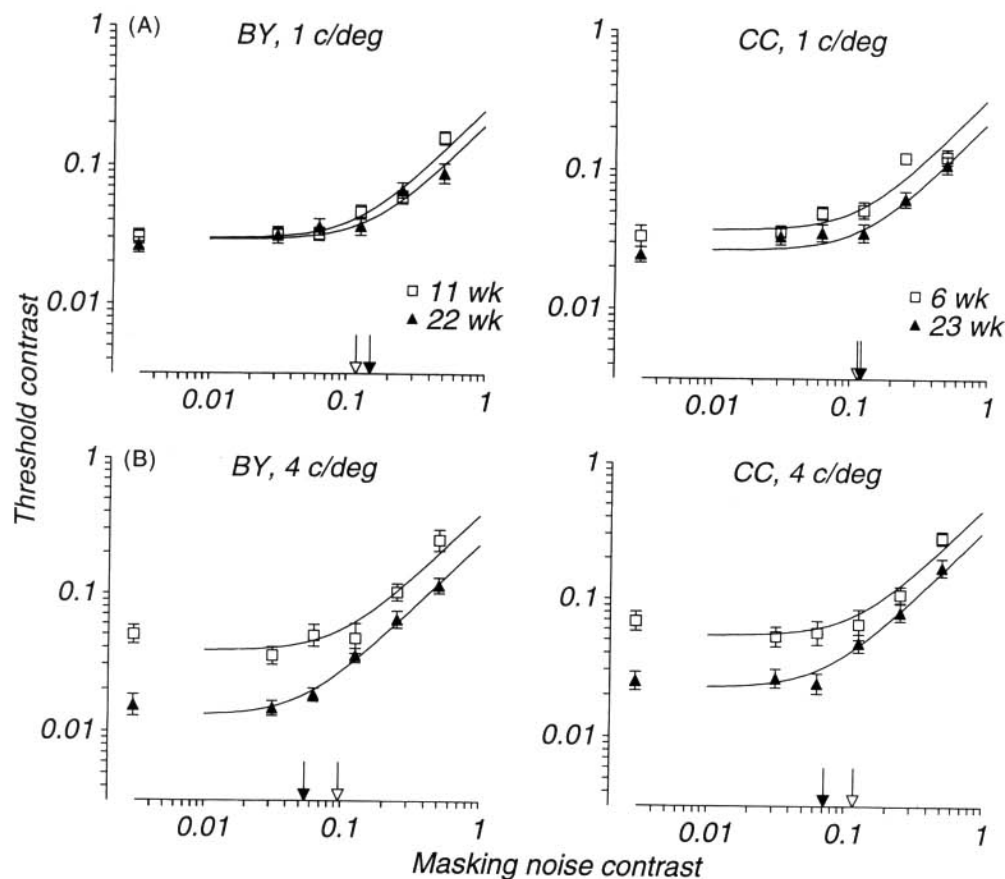 (A)
BY, 1 c/deg
CC, 1 c/deg
1
0.1
0.01
1
0.1
0.01
□ 11 wk
▲ 22 wk
□ 6 wk
▲ 23 wk
0.01 0.1 1
0.01 0.1 1
Threshold contrast
(B)
BY, 4 c/deg
CC, 4 c/deg
1
0.1
0.01
1
0.1
0.01
0.01 0.1 1
0.01 0.1 1
Masking noise contrast